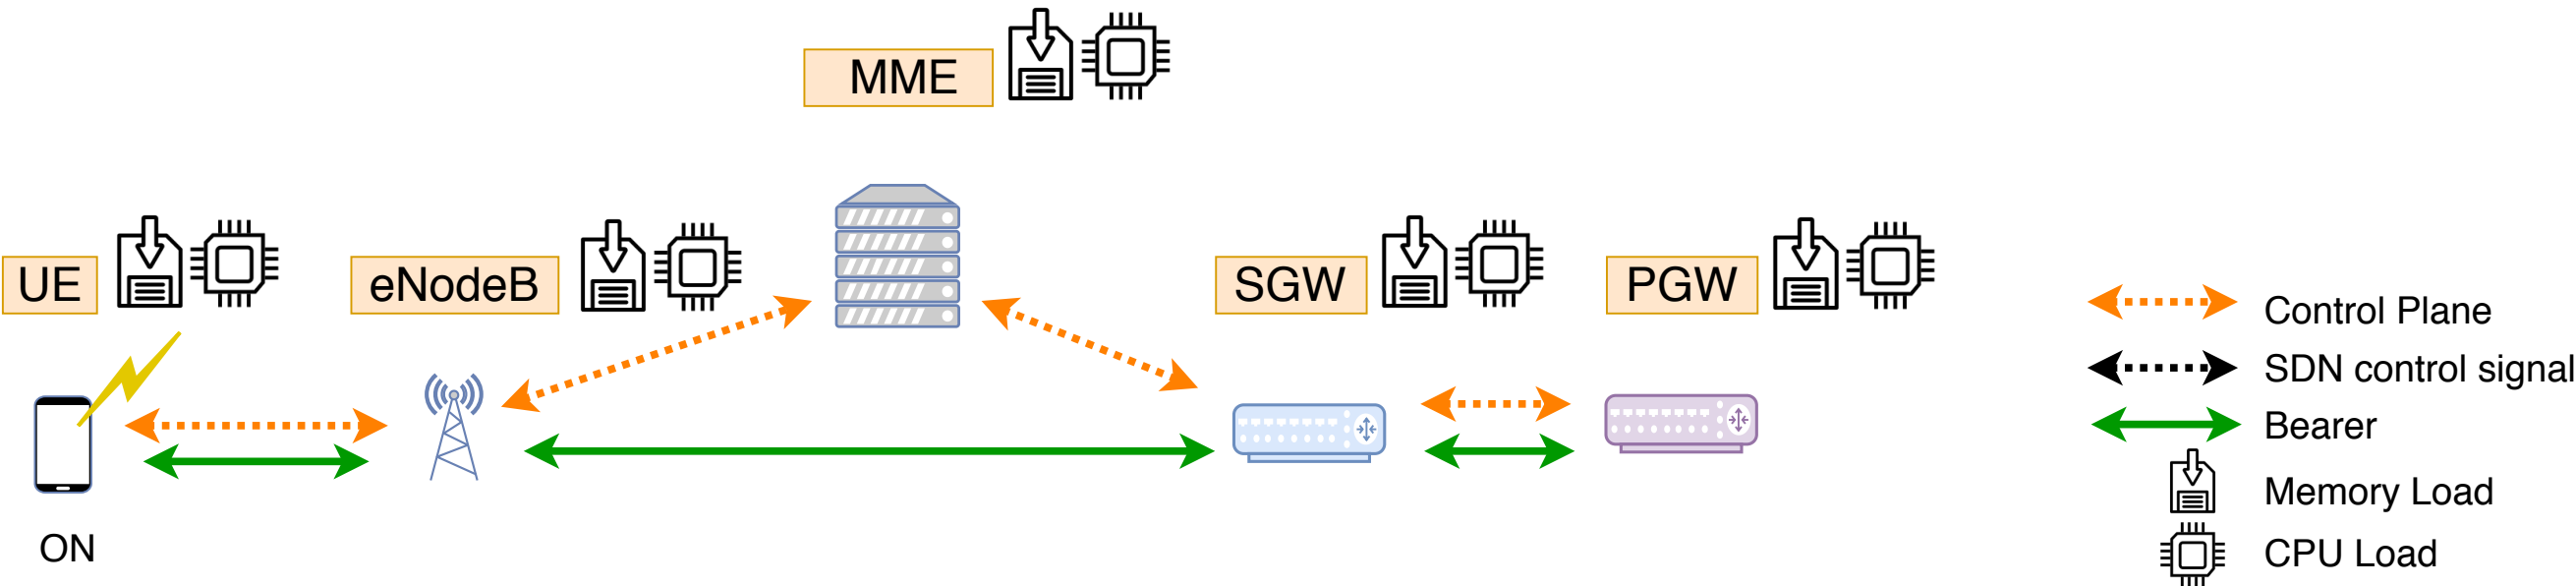 MME
UE
eNodeB
SGW
PGW
ON
Control Plane
SDN control signal
Bearer
Memory Load
CPU Load